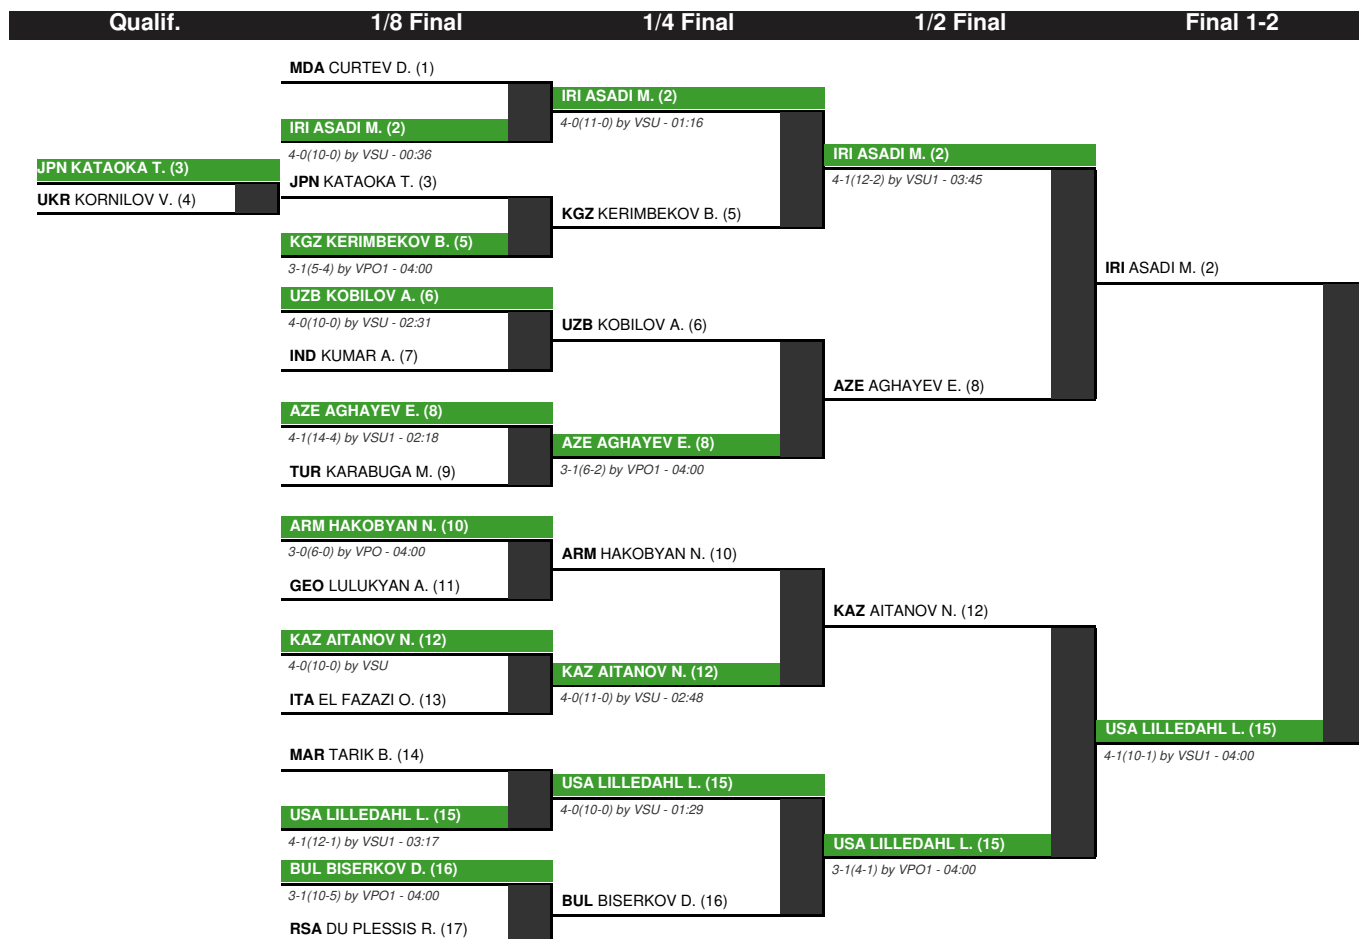 Qualif.
1/8 Final
1/4 Final
1/2 Final
Final 1-2
JPN KATAOKA T. (3)
UKR KORNILOV V. (4)
MDA CURTEV D. (1)
IRI ASADI M. (2)
4-0(10-0) by VSU - 00:36
JPN KATAOKA T. (3)
KGZ KERIMBEKOV B. (5)
3-1(5-4) by VPO1 - 04:00
UZB KOBILOV A. (6)
4-0(10-0) by VSU - 02:31
IND KUMAR A. (7)
AZE AGHAYEV E. (8)
4-1(14-4) by VSU1 - 02:18
TUR KARABUGA M. (9)
ARM HAKOBYAN N. (10)
3-0(6-0) by VPO - 04:00
GEO LULUKYAN A. (11)
KAZ AITANOV N. (12)
4-0(10-0) by VSU
ITA EL FAZAZI O. (13)
MAR TARIK B. (14)
USA LILLEDAHL L. (15)
4-1(12-1) by VSU1 - 03:17
BUL BISERKOV D. (16)
3-1(10-5) by VPO1 - 04:00
RSA DU PLESSIS R. (17)
IRI ASADI M. (2)
4-0(11-0) by VSU - 01:16
KGZ KERIMBEKOV B. (5)
UZB KOBILOV A. (6)
AZE AGHAYEV E. (8)
3-1(6-2) by VPO1 - 04:00
ARM HAKOBYAN N. (10)
KAZ AITANOV N. (12)
4-0(11-0) by VSU - 02:48
USA LILLEDAHL L. (15)
4-0(10-0) by VSU - 01:29
BUL BISERKOV D. (16)
IRI ASADI M. (2)
4-1(12-2) by VSU1 - 03:45
AZE AGHAYEV E. (8)
KAZ AITANOV N. (12)
USA LILLEDAHL L. (15)
3-1(4-1) by VPO1 - 04:00
IRI ASADI M. (2)
USA LILLEDAHL L. (15)
4-1(10-1) by VSU1 - 04:00